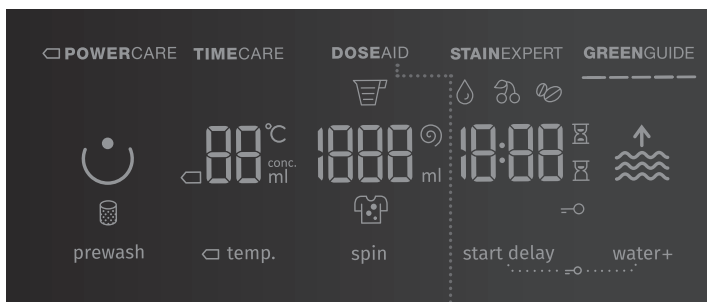 POWERCARE TIMECARE DOSEAID STAINEXPERT GREENGUIDE
88 °C conc. ml 1888 ml 18:88
prewash temp. spin start delay water+